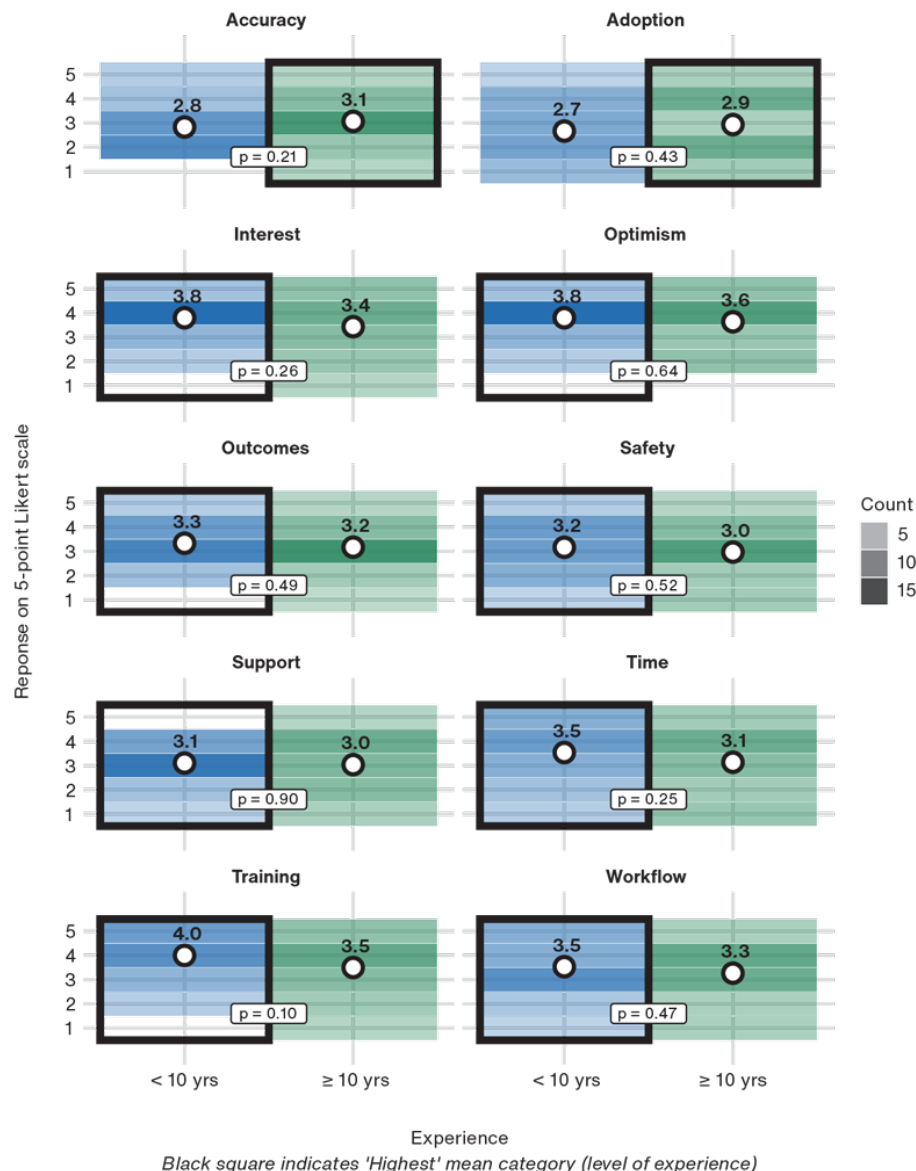 Accuracy Adoption
5
4
3
2
1
2.8 3.1 2.7 2.9
p = 0.21 p = 0.43
Interest Optimism
5
4
3
2
1
3.8 3.4 3.8 3.6
p = 0.26 p = 0.64
Outcomes Safety
5
4
3
2
1
3.3 3.2 3.2 3.0
p = 0.49 p = 0.52
Support Time
5
4
3
2
1
3.1 3.0 3.5 3.1
p = 0.90 p = 0.25
Training Workflow
5
4
3
2
1
4.0 3.5 3.5 3.3
p = 0.10 p = 0.47
< 10 yrs ≥ 10 yrs < 10 yrs ≥ 10 yrs
Reponse on 5-point Likert scale
Count
5
10
15
Experience
Black square indicates 'Highest' mean category (level of experience)